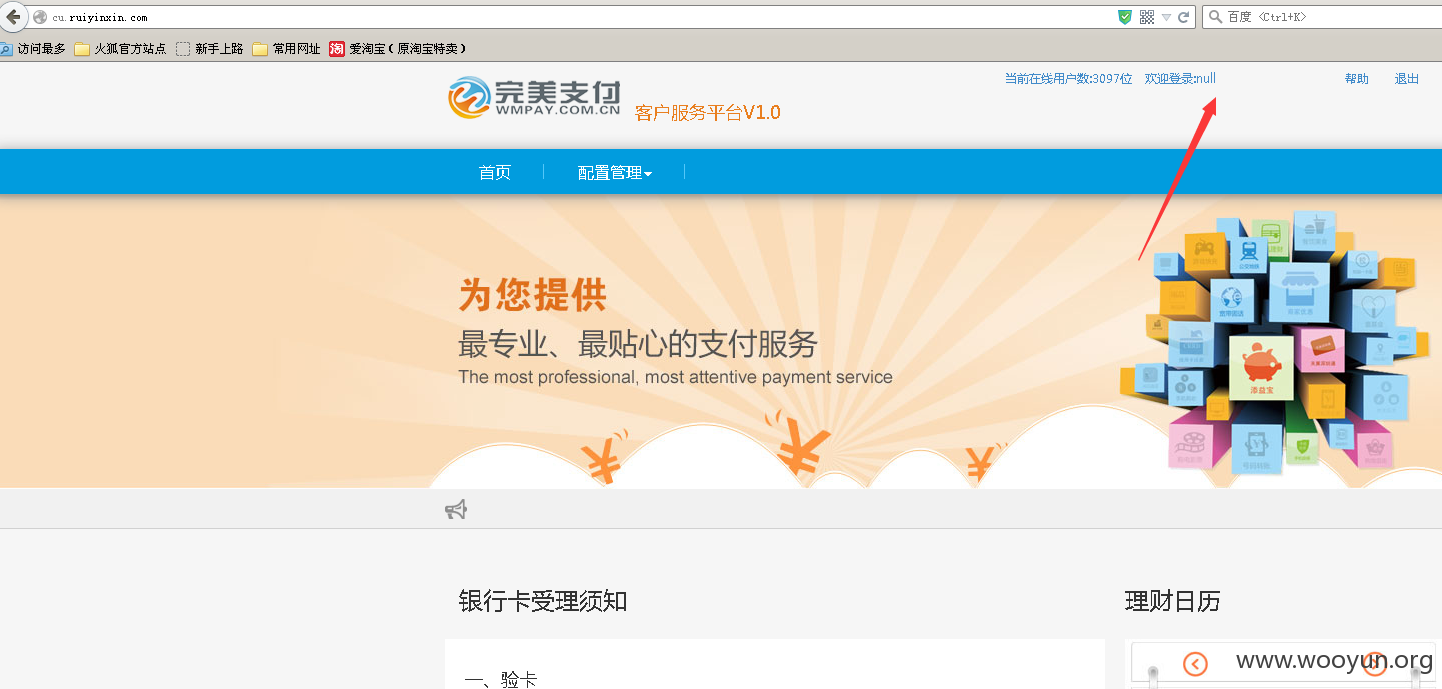 cu.ruiyinxin.com
百度 <Ctrl+K>
访问最多 火狐官方站点 新手上路 常用网址 淘 爱淘宝（原淘宝特卖）
当前在线用户数:3097位 欢迎登录:null 帮助 退出
完美支付
WMPAY.COM.CN
客户服务平台V1.0
首页 配置管理
为您提供
最专业、最贴心的支付服务
The most professional, most attentive payment service
添益宝
银行卡受理须知 理财日历
一、验卡
www.wooyun.org